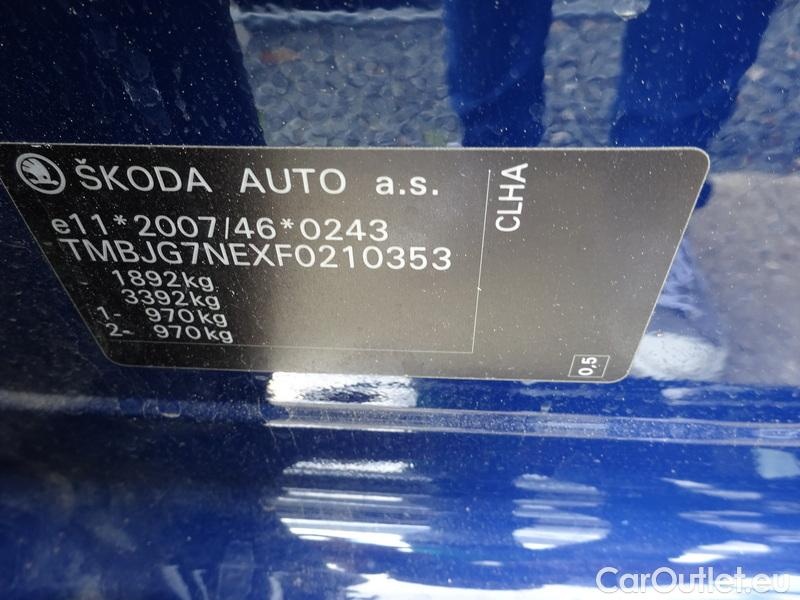 ŠKODA AUTO a.s.
e11*2007/46*0243
TMBJG7NEXF0210353
1892kg
3392kg
1- 970kg
2- 970kg
CLHA
0,5
CarOutlet.eu